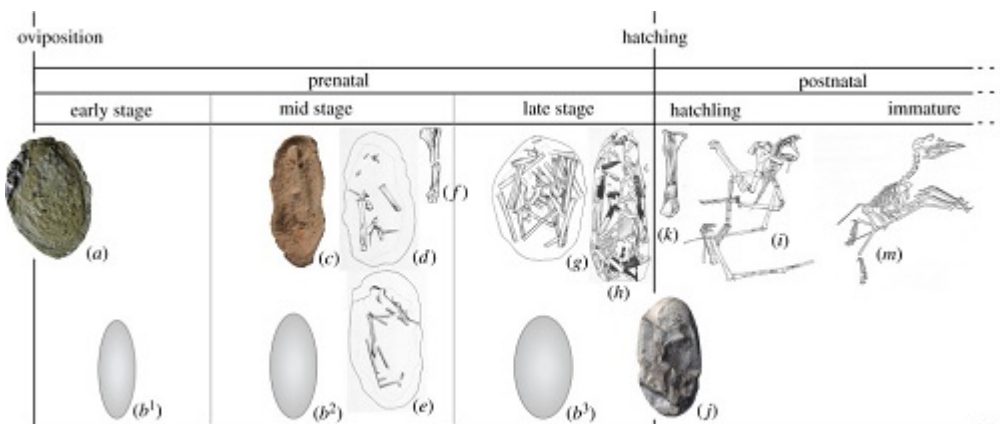 oviposition
hatching
prenatal
postnatal
early stage
mid stage
late stage
hatchling
immature
(a)
(c)
(d)
(f)
(g)
(h)
(k)
(i)
(m)
(b¹)
(b²)
(e)
(b³)
(j)